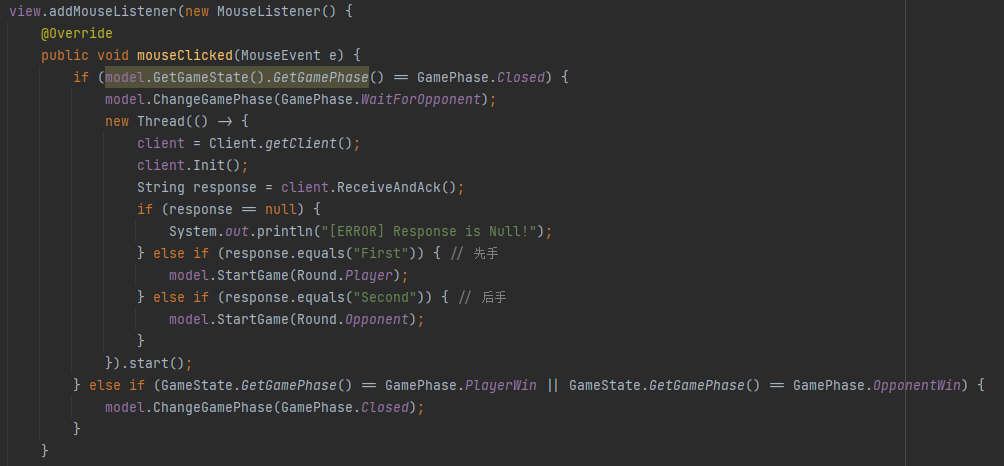 view.addMouseListener(new MouseListener() {
    @Override
    public void mouseClicked(MouseEvent e) {
        if (model.GetGameState().GetGamePhase() == GamePhase.Closed) {
            model.ChangeGamePhase(GamePhase.WaitForOpponent);
            new Thread(() -> {
                client = Client.getClient();
                client.Init();
                String response = client.ReceiveAndAck();
                if (response == null) {
                    System.out.println("[ERROR] Response is Null!");
                } else if (response.equals("First")) { // 先手
                    model.StartGame(Round.Player);
                } else if (response.equals("Second")) { // 后手
                    model.StartGame(Round.Opponent);
                }
            }).start();
        } else if (GameState.GetGamePhase() == GamePhase.PlayerWin || GameState.GetGamePhase() == GamePhase.OpponentWin) {
            model.ChangeGamePhase(GamePhase.Closed);
        }
    }